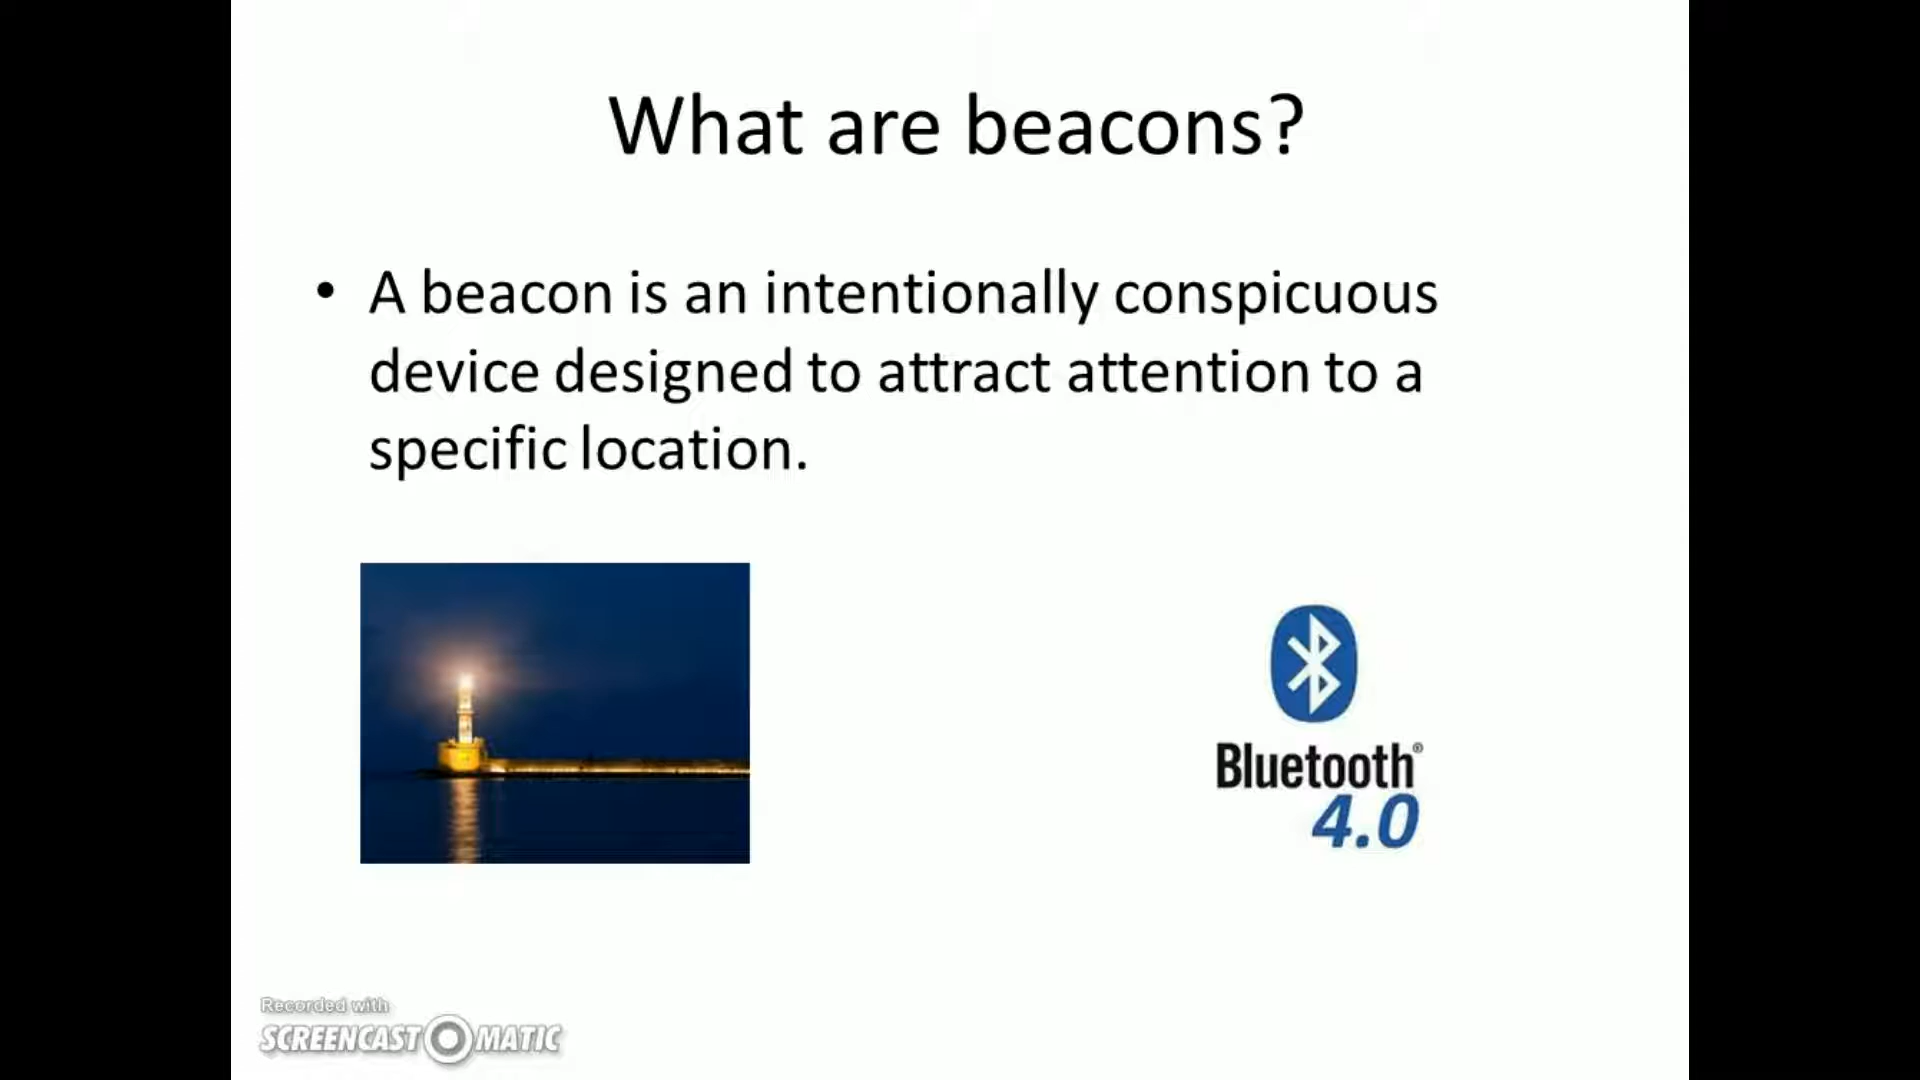 What are beacons?
• A beacon is an intentionally conspicuous
device designed to attract attention to a
specific location.
Bluetooth®
4.0
Recorded with
SCREENCAST-O-MATIC